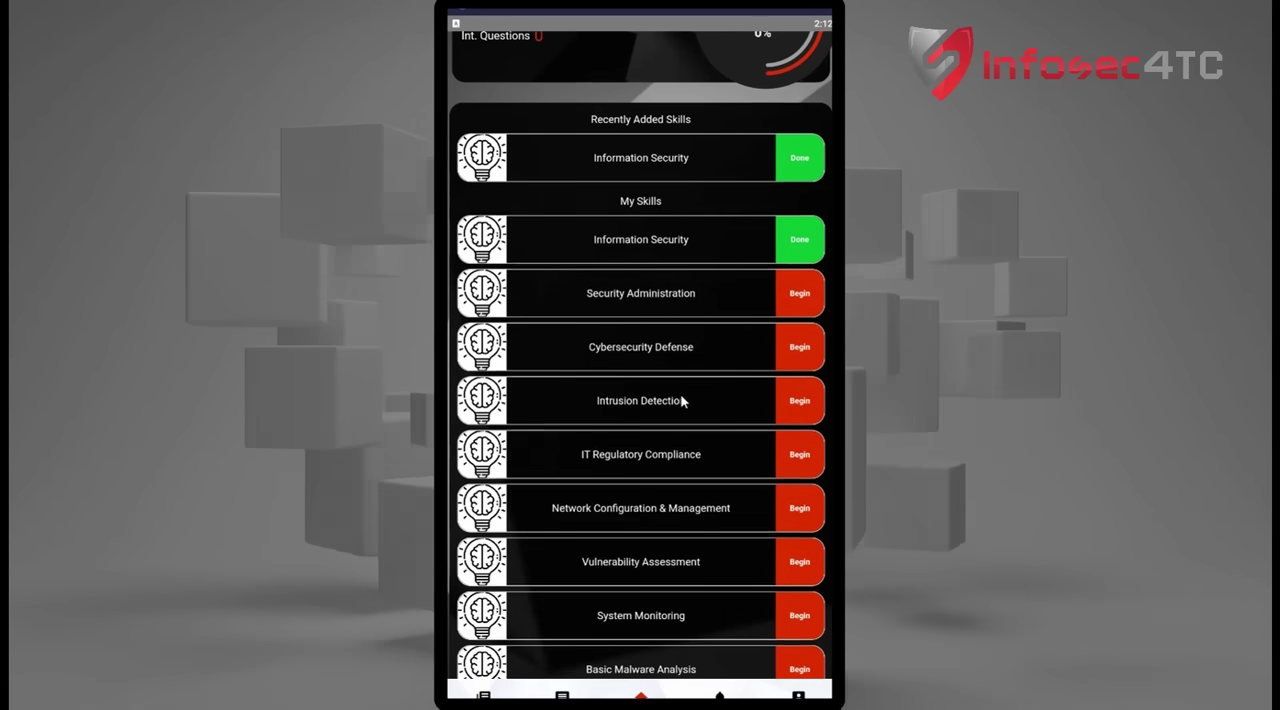 A
2:12
Int. Questions 0
0%
Infosec4TC
Recently Added Skills
Information Security
Done
My Skills
Information Security
Done
Security Administration
Begin
Cybersecurity Defense
Begin
Intrusion Detection
Begin
IT Regulatory Compliance
Begin
Network Configuration & Management
Begin
Vulnerability Assessment
Begin
System Monitoring
Begin
Basic Malware Analysis
Begin